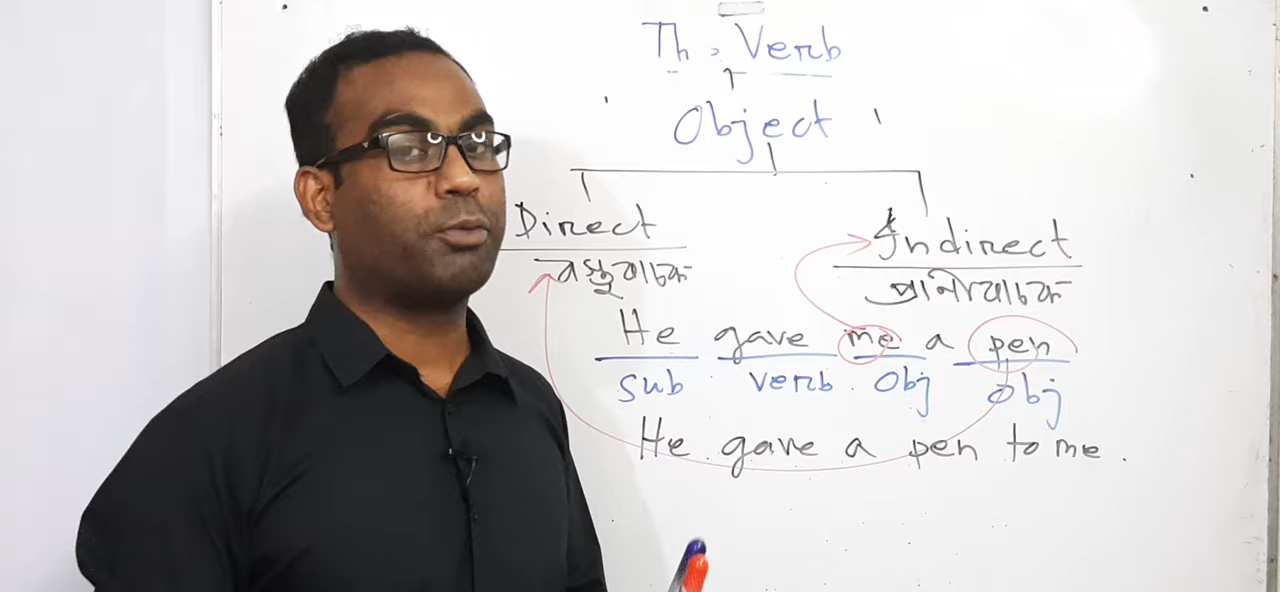 Th. Verb
Object
Direct Indirect
বস্তুবাচক প্রানীবাচক
He gave me a pen
sub verb. Obj Obj
He gave a pen to me.